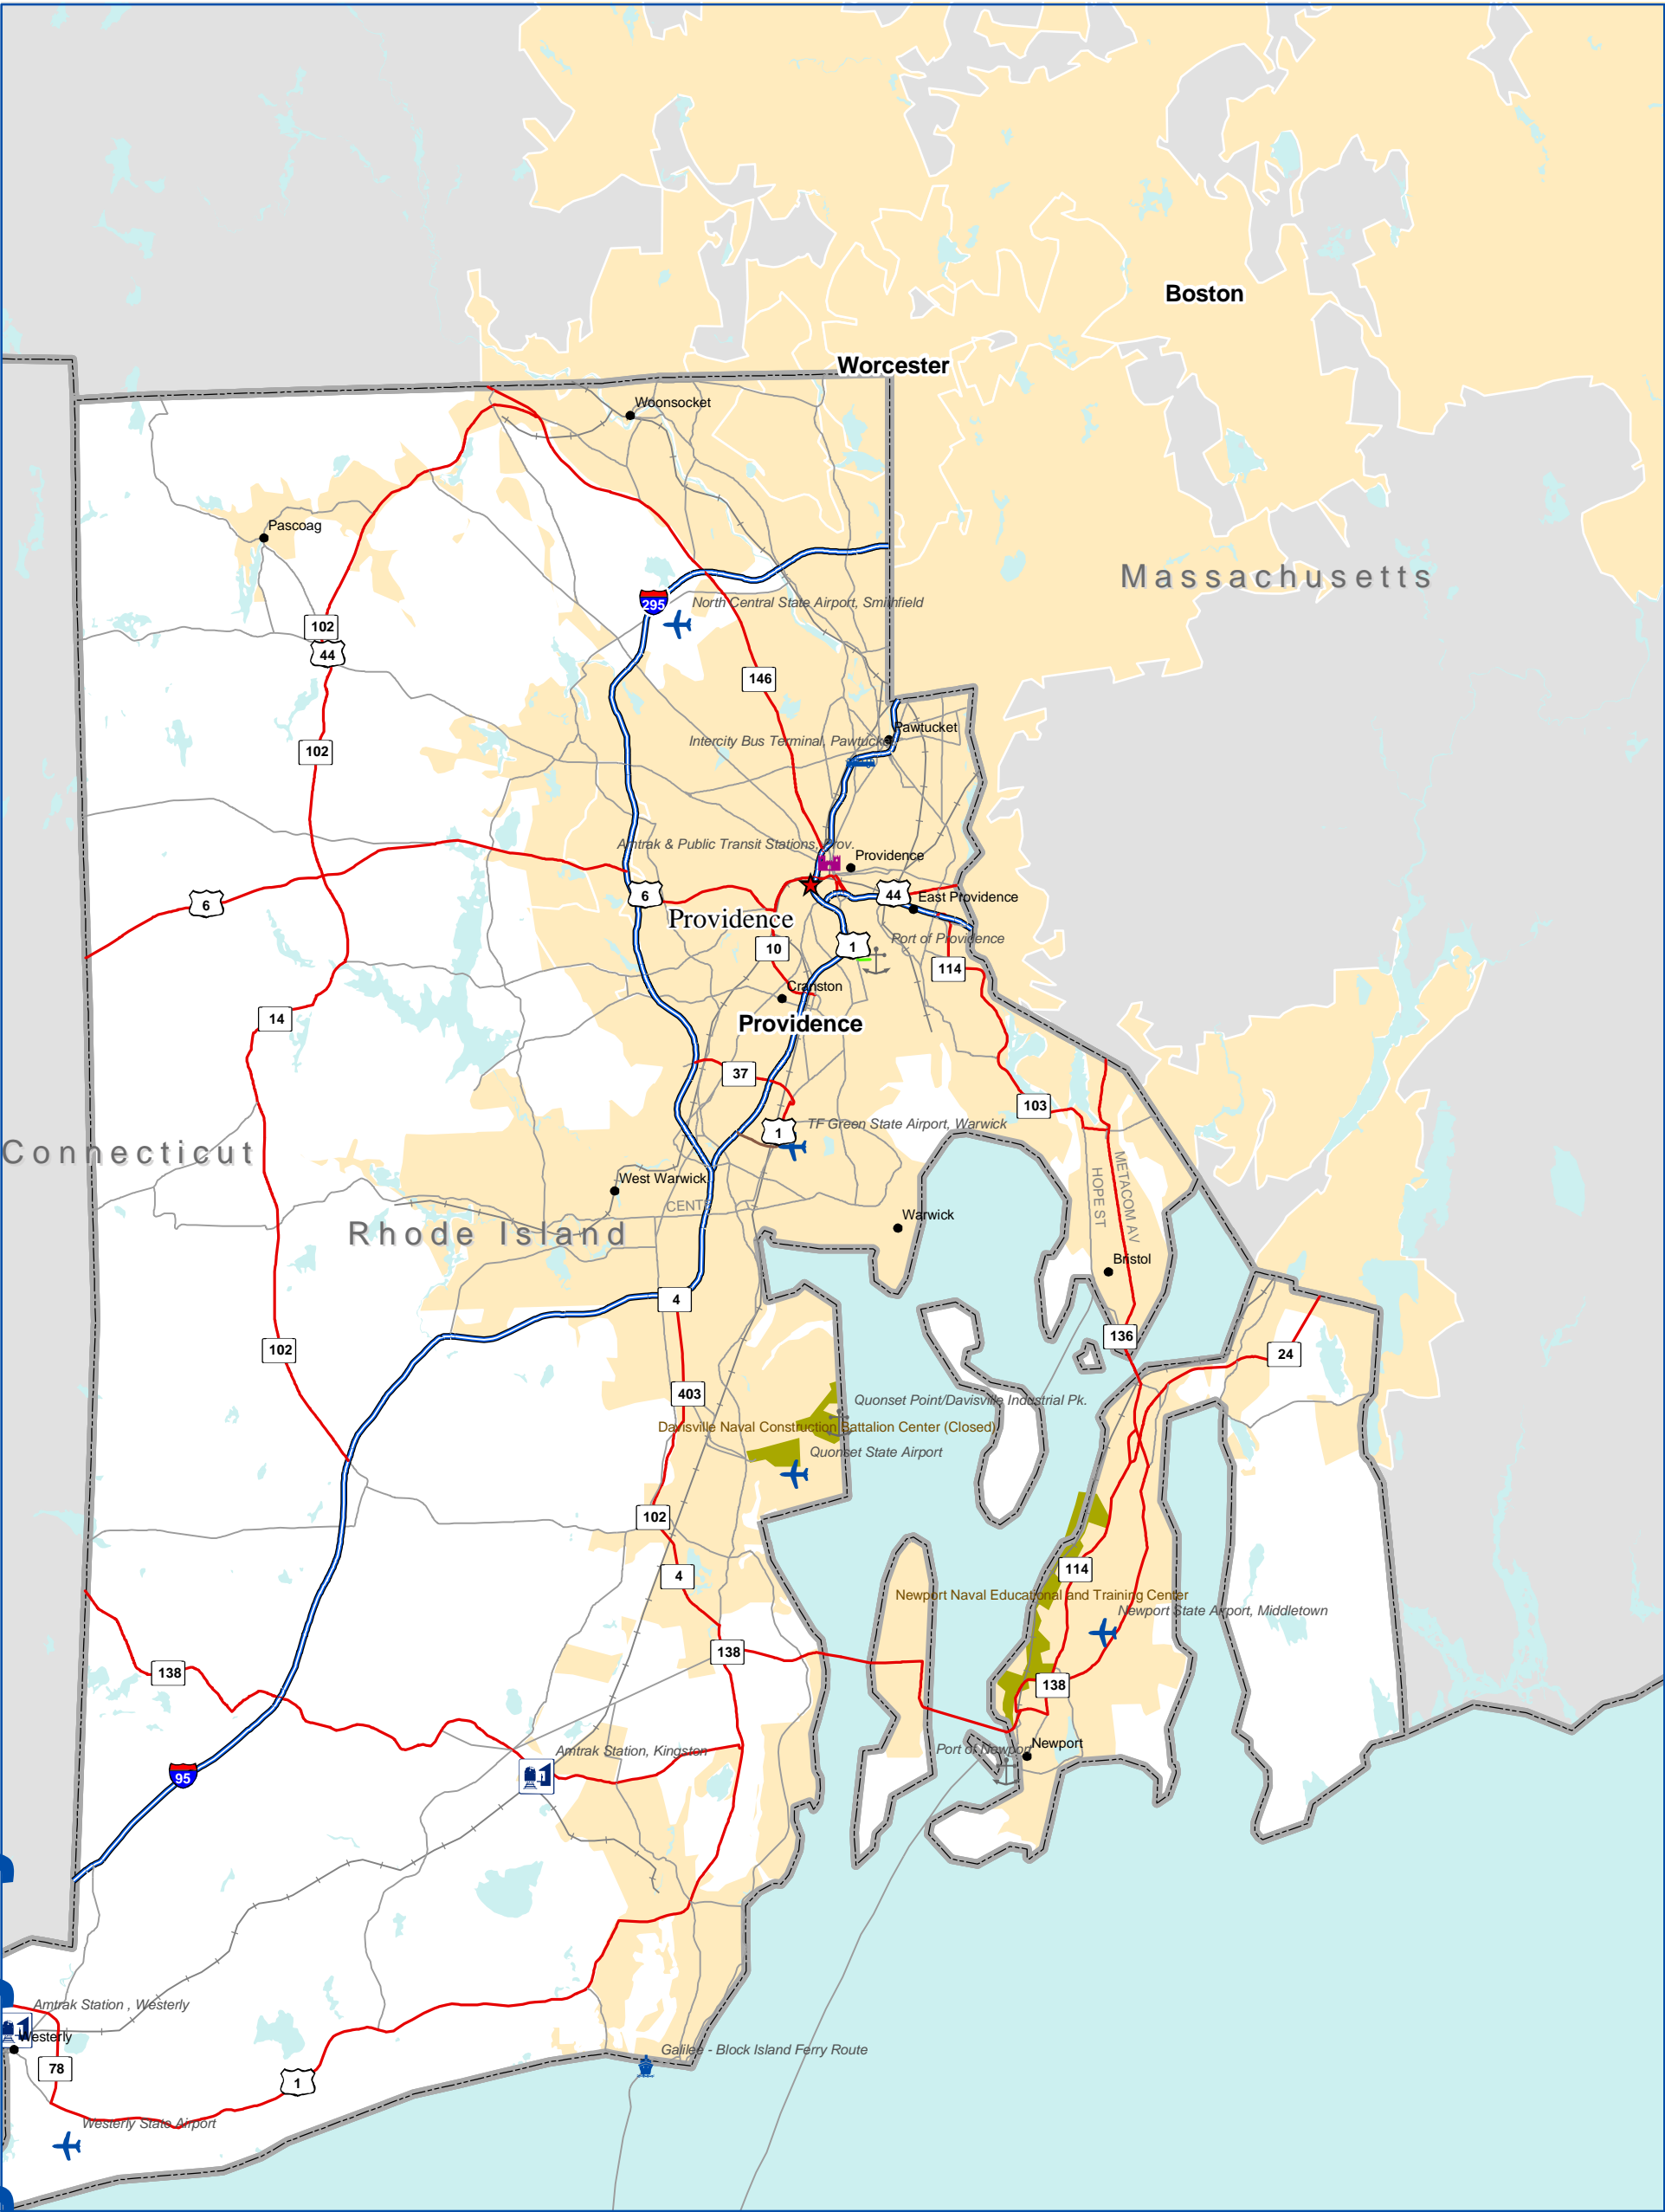 Boston
Worcester
Woonsocket
Pascoag
Massachusetts
295
North Central State Airport, Smithfield
102
44
146
102
Pawtucket
Intercity Bus Terminal, Pawtucket
Amtrak & Public Transit Stations, Prov.
Providence
6
6
44
East Providence
Providence
10
1
Port of Providence
114
Cranston
14
Providence
37
103
1
TF Green State Airport, Warwick
Connecticut
METACOM AV
HOPE ST
West Warwick
CENT
Warwick
Rhode Island
Bristol
4
136
102
24
403
Quonset Point/Davisville Industrial Pk.
Davisville Naval Construction Battalion Center (Closed)
Quonset State Airport
102
114
4
Newport Naval Educational and Training Center
Newport State Airport, Middletown
138
138
138
Amtrak Station, Kingston
Port of Newport
Newport
95
Amtrak Station , Westerly
Westerly
78
1
Galilee - Block Island Ferry Route
Westerly State Airport